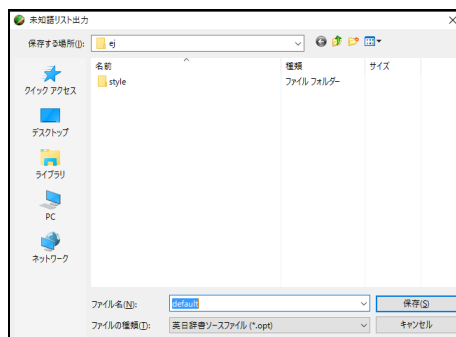 未知語リスト出力
保存する場所(I):
ej
名前
種類
サイズ
style
ファイル フォルダー
クイック アクセス
デスクトップ
ライブラリ
PC
ネットワーク
ファイル名(N):
default
保存(S)
ファイルの種類(T):
英日辞書ソースファイル (*.opt)
キャンセル